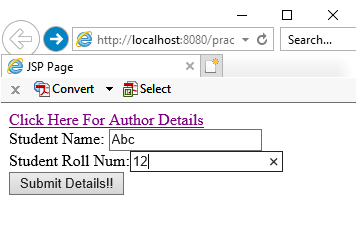 http://localhost:8080/prac
Search...
JSP Page
x Convert Select
Click Here For Author Details
Student Name: Abc
Student Roll Num: 12
Submit Details!!